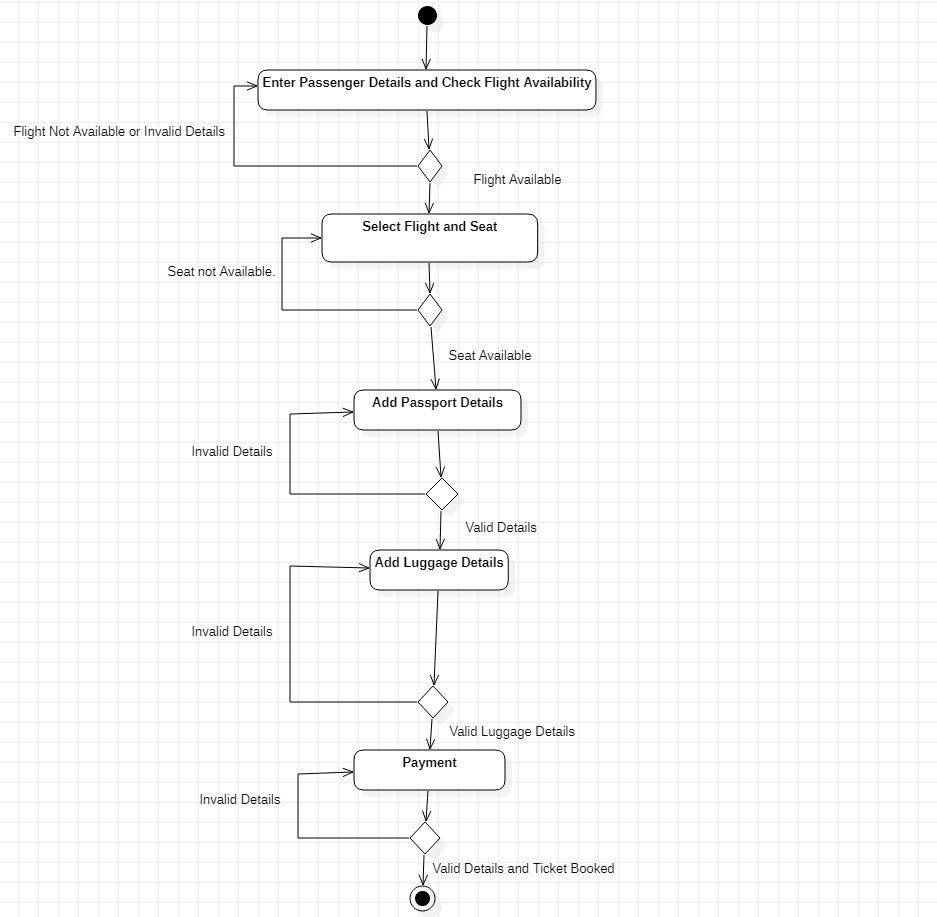 Enter Passenger Details and Check Flight Availability
Flight Not Available or Invalid Details
Flight Available
Select Flight and Seat
Seat not Available.
Seat Available
Add Passport Details
Invalid Details
Valid Details
Add Luggage Details
Invalid Details
Valid Luggage Details
Payment
Invalid Details
Valid Details and Ticket Booked